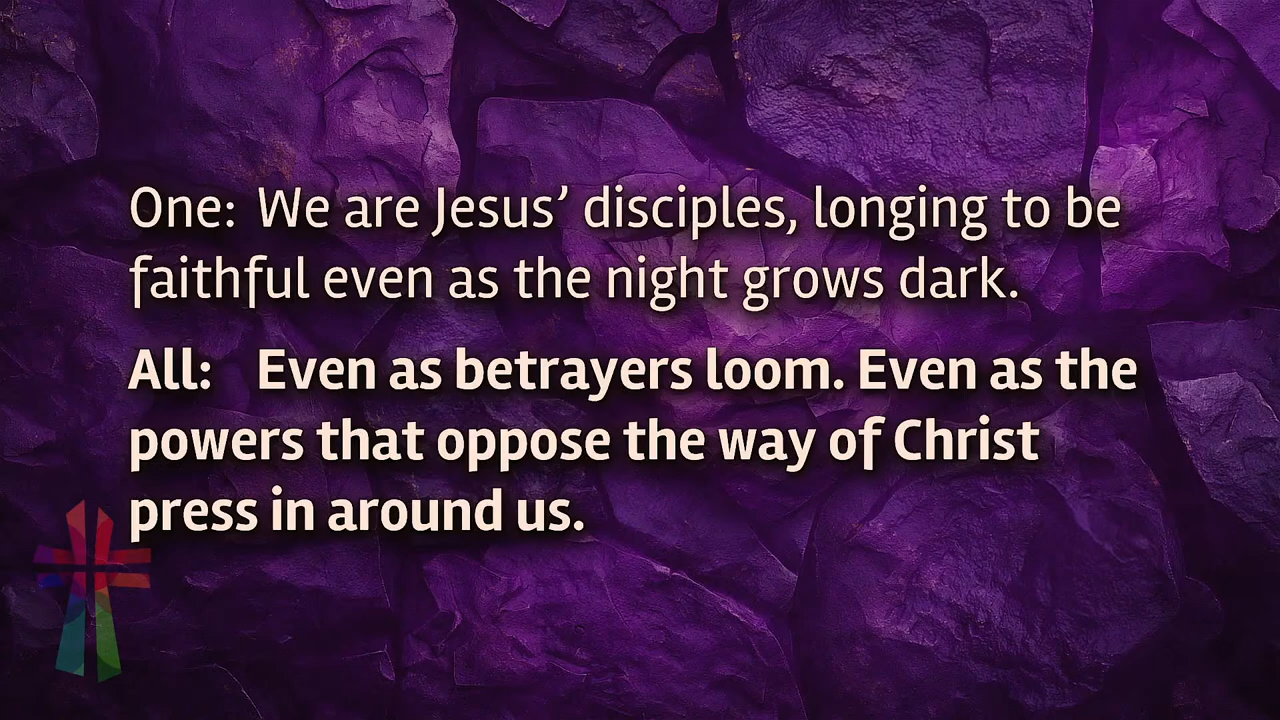 One: We are Jesus’ disciples, longing to be
faithful even as the night grows dark.
All: Even as betrayers loom. Even as the
powers that oppose the way of Christ
press in around us.